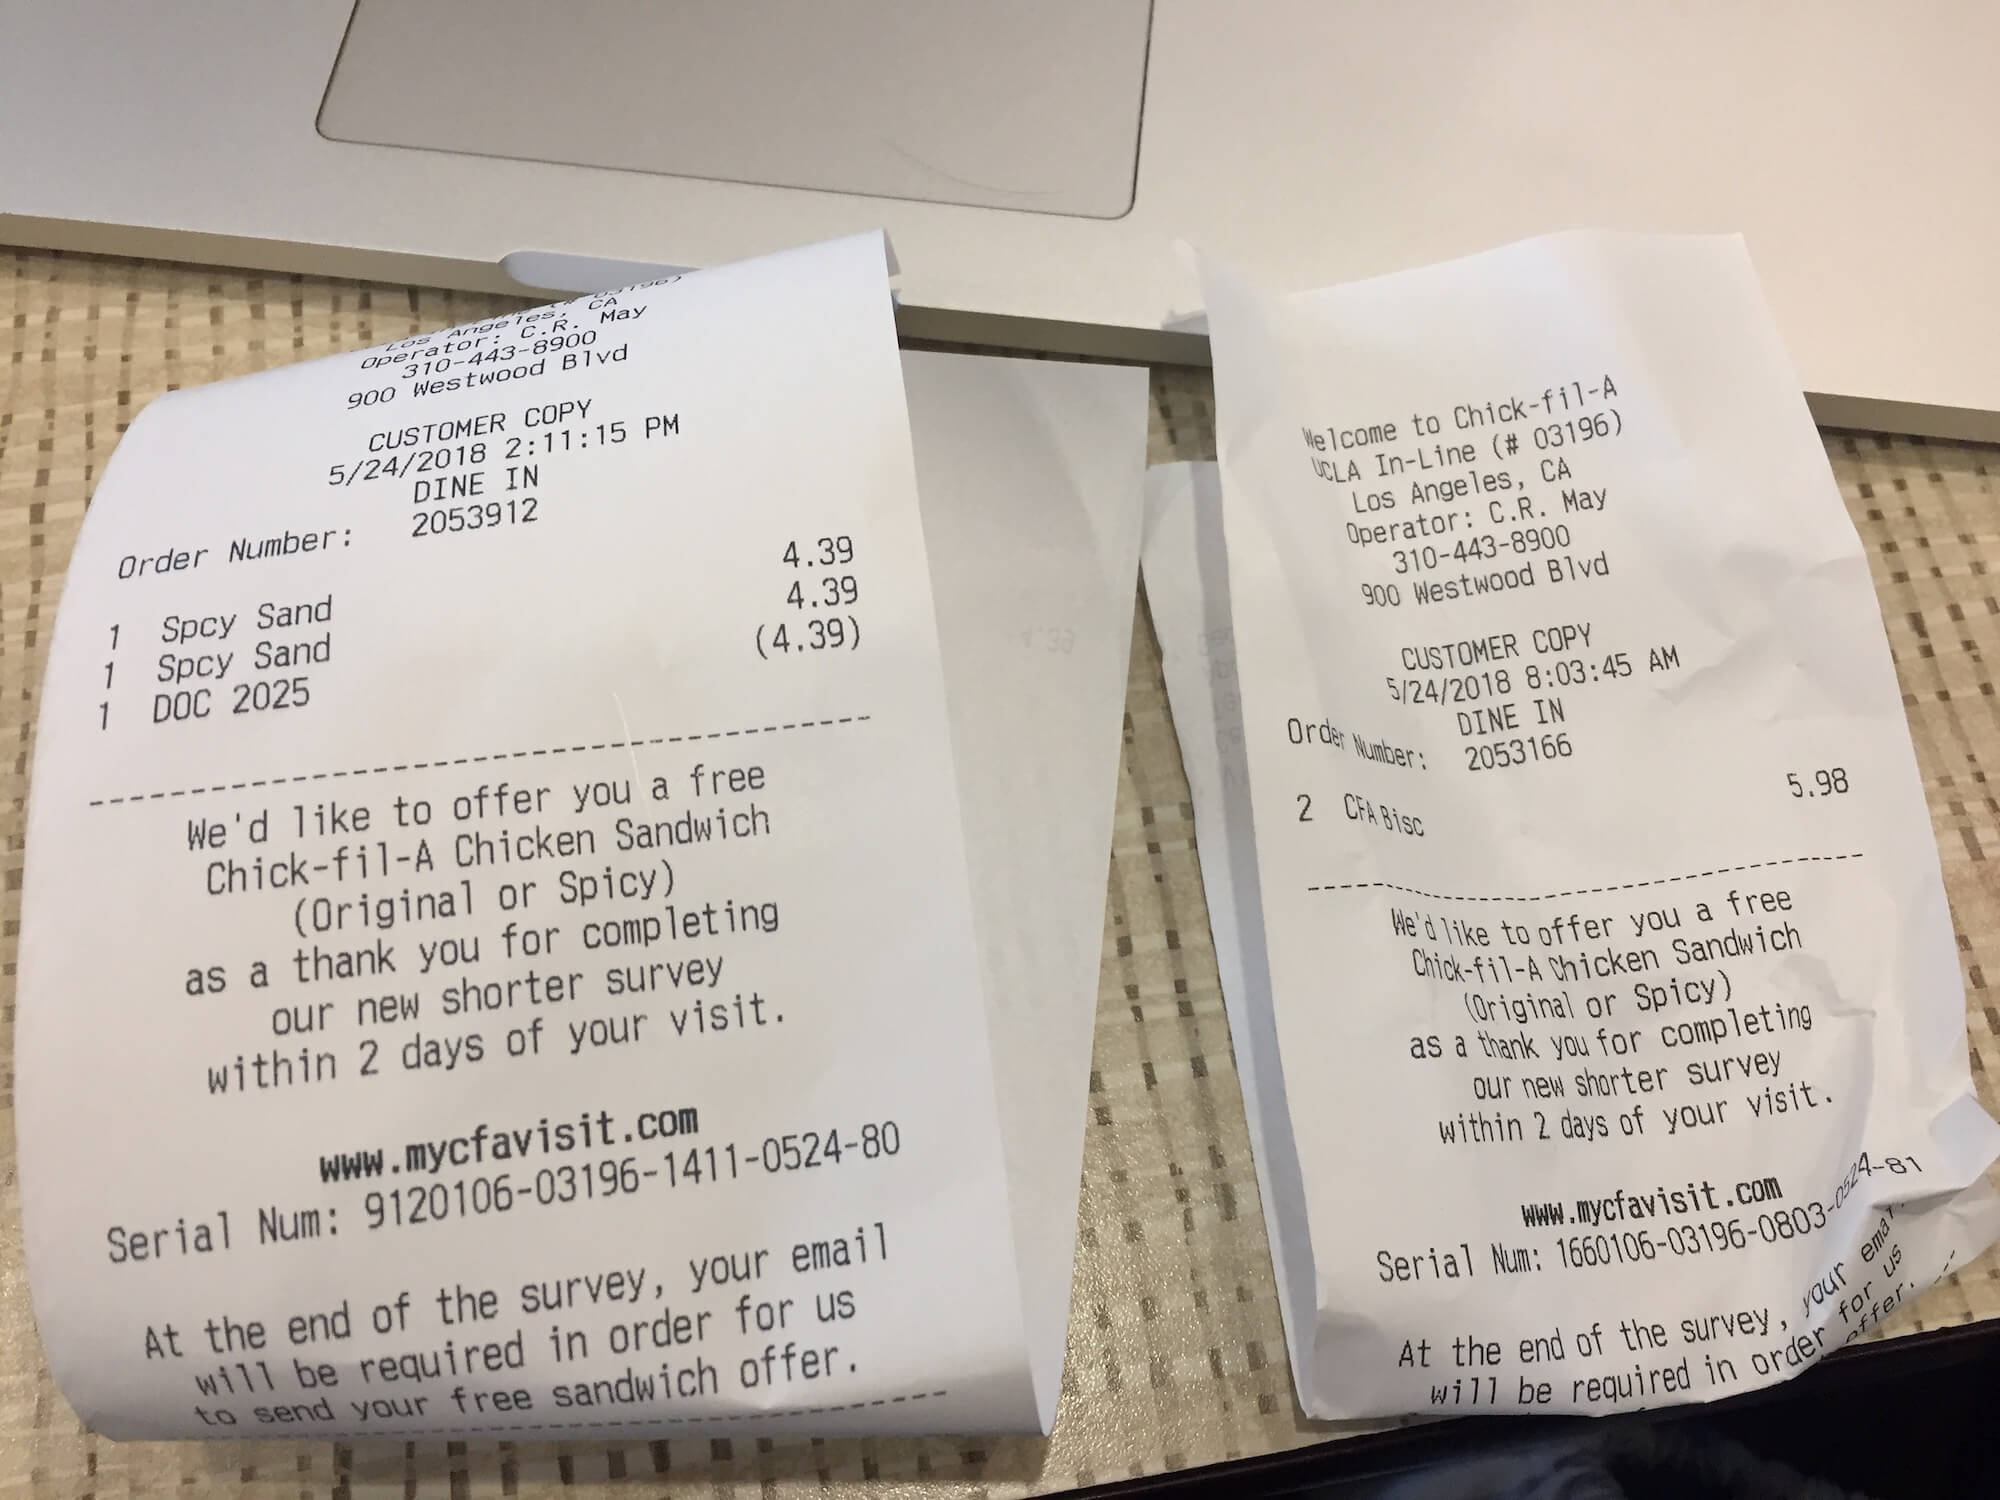 Los Angeles, CA
Operator: C.R. May
310-443-8900
900 Westwood Blvd
CUSTOMER COPY
5/24/2018 2:11:15 PM
DINE IN
Order Number: 2053912
1 Spcy Sand 4.39
1 Spcy Sand 4.39
1 DOC 2025 (4.39)
We'd like to offer you a free
Chick-fil-A Chicken Sandwich
(Original or Spicy)
as a thank you for completing
our new shorter survey
within 2 days of your visit.
www.mycfavisit.com
Serial Num: 9120106-03196-1411-0524-80
At the end of the survey, your email
will be required in order for us
to send your free sandwich offer.
Welcome to Chick-fil-A
UCLA In-Line (# 03196)
Los Angeles, CA
Operator: C.R. May
310-443-8900
900 Westwood Blvd
CUSTOMER COPY
5/24/2018 8:03:45 AM
DINE IN
Order Number: 2053166
2 CFA Bisc 5.98
We'd like to offer you a free
Chick-fil-A Chicken Sandwich
(Original or Spicy)
as a thank you for completing
our new shorter survey
within 2 days of your visit.
www.mycfavisit.com
Serial Num: 1660106-03196-0803-0524-81
At the end of the survey, your email
will be required in order for us
offer.